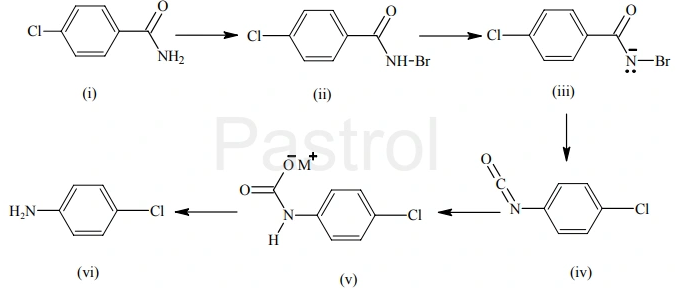 Cl O NH₂ (i)
Cl O NH-Br (ii)
Cl O N̄ Br (iii)
Pastrol
H₂N Cl (vi)
O O⁻ M⁺ N H Cl (v)
O C N Cl (iv)